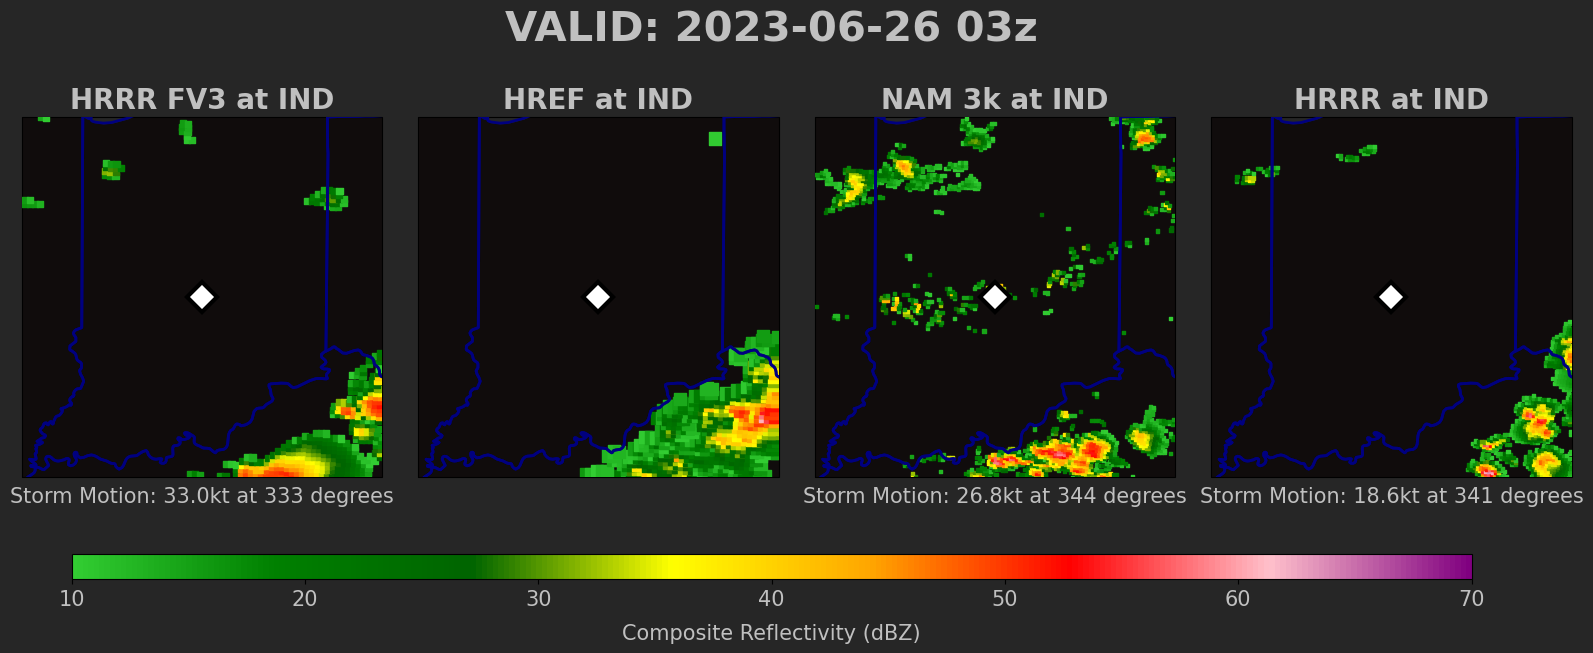 VALID: 2023-06-26 03z
HRRR FV3 at IND
HREF at IND
NAM 3k at IND
HRRR at IND
Storm Motion: 33.0kt at 333 degrees
Storm Motion: 26.8kt at 344 degrees
Storm Motion: 18.6kt at 341 degrees
10 20 30 40 50 60 70
Composite Reflectivity (dBZ)